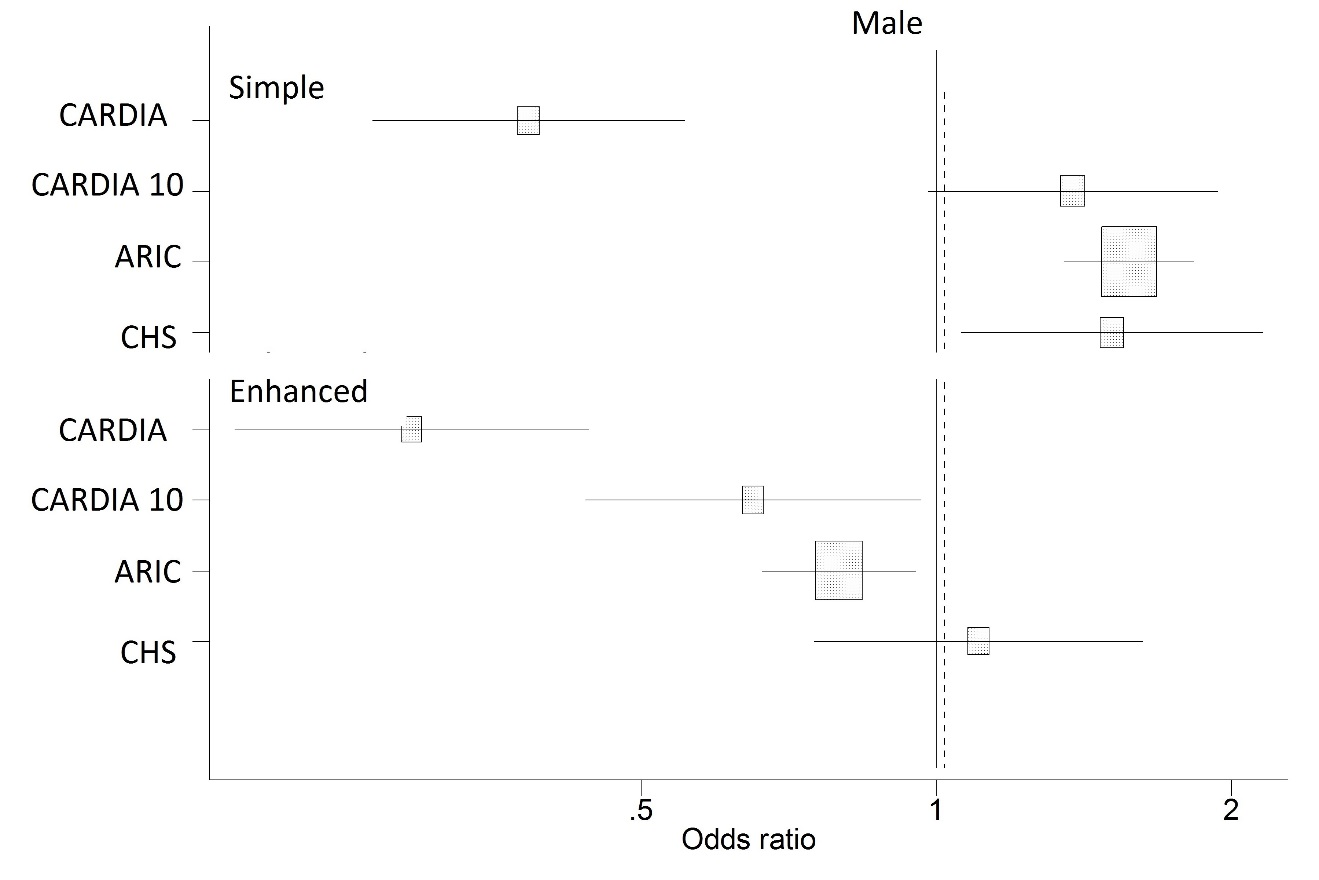 Male
Simple
CARDIA
CARDIA 10
ARIC
CHS
Enhanced
CARDIA
CARDIA 10
ARIC
CHS
.5 1 2
Odds ratio